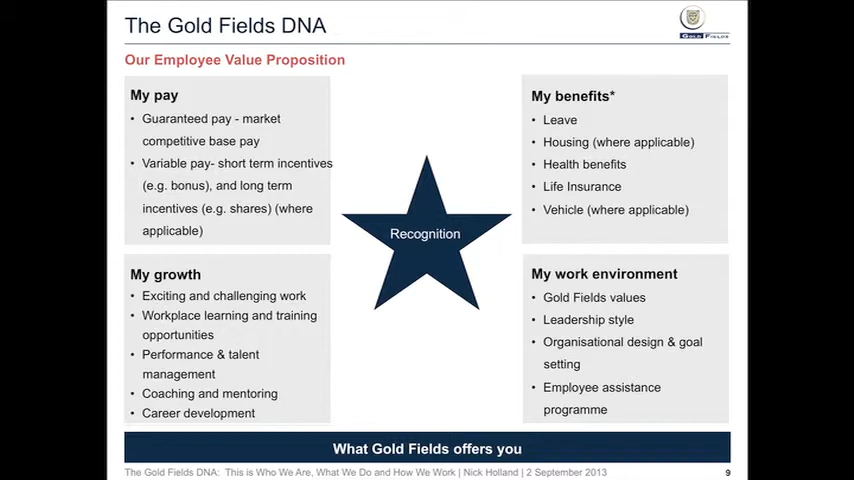 The Gold Fields DNA
GOLD FIELDS
Our Employee Value Proposition
My pay
• Guaranteed pay - market
competitive base pay
• Variable pay- short term incentives
(e.g. bonus), and long term
incentives (e.g. shares) (where
applicable)
My benefits*
• Leave
• Housing (where applicable)
• Health benefits
• Life Insurance
• Vehicle (where applicable)
Recognition
My growth
• Exciting and challenging work
• Workplace learning and training
opportunities
• Performance & talent
management
• Coaching and mentoring
• Career development
My work environment
• Gold Fields values
• Leadership style
• Organisational design & goal
setting
• Employee assistance
programme
What Gold Fields offers you
The Gold Fields DNA: This is Who We Are, What We Do and How We Work | Nick Holland | 2 September 2013
9